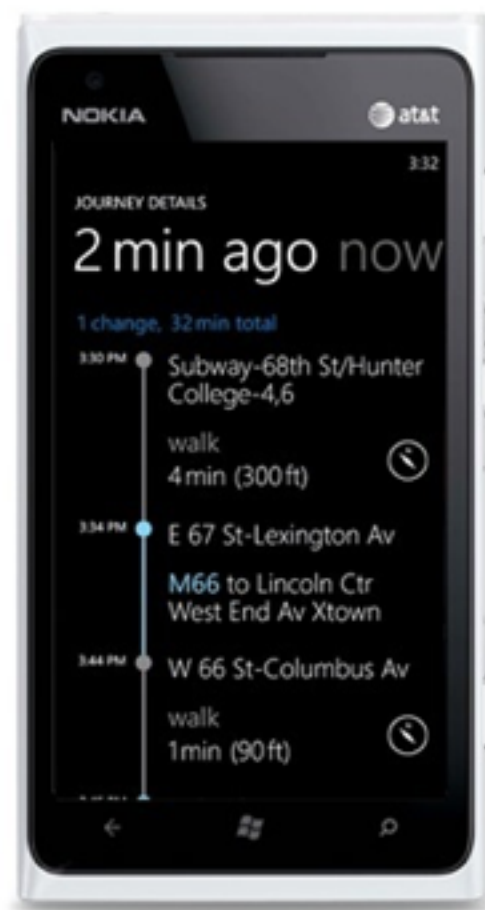 NOKIA
at&t
3:32
JOURNEY DETAILS
2 min ago now
1 change, 32 min total
3:30 PM
Subway-68th St/Hunter
College-4,6
walk
4 min (300 ft)
3:34 PM
E 67 St-Lexington Av
M66 to Lincoln Ctr
West End Av Xtown
3:44 PM
W 66 St-Columbus Av
walk
1 min (90 ft)